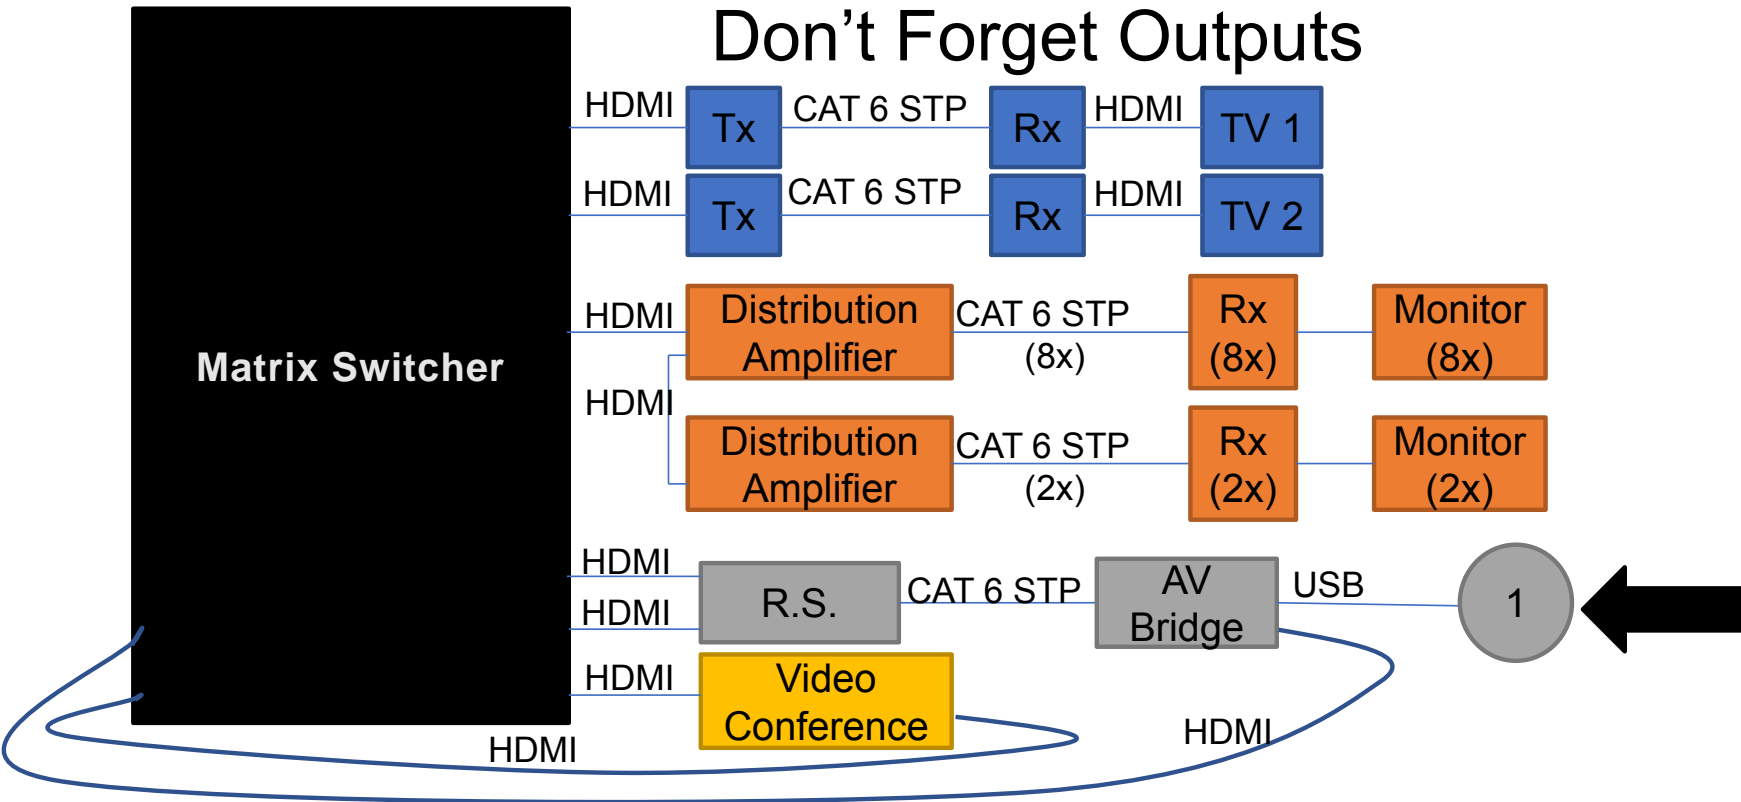 Don't Forget Outputs
HDMI
Tx
CAT 6 STP
Rx
HDMI
TV 1
HDMI
Tx
CAT 6 STP
Rx
HDMI
TV 2
Matrix Switcher
HDMI
Distribution
Amplifier
CAT 6 STP
(8x)
Rx
(8x)
Monitor
(8x)
HDMI
Distribution
Amplifier
CAT 6 STP
(2x)
Rx
(2x)
Monitor
(2x)
HDMI
HDMI
R.S.
CAT 6 STP
AV
Bridge
USB
1
HDMI
Video
Conference
HDMI
HDMI